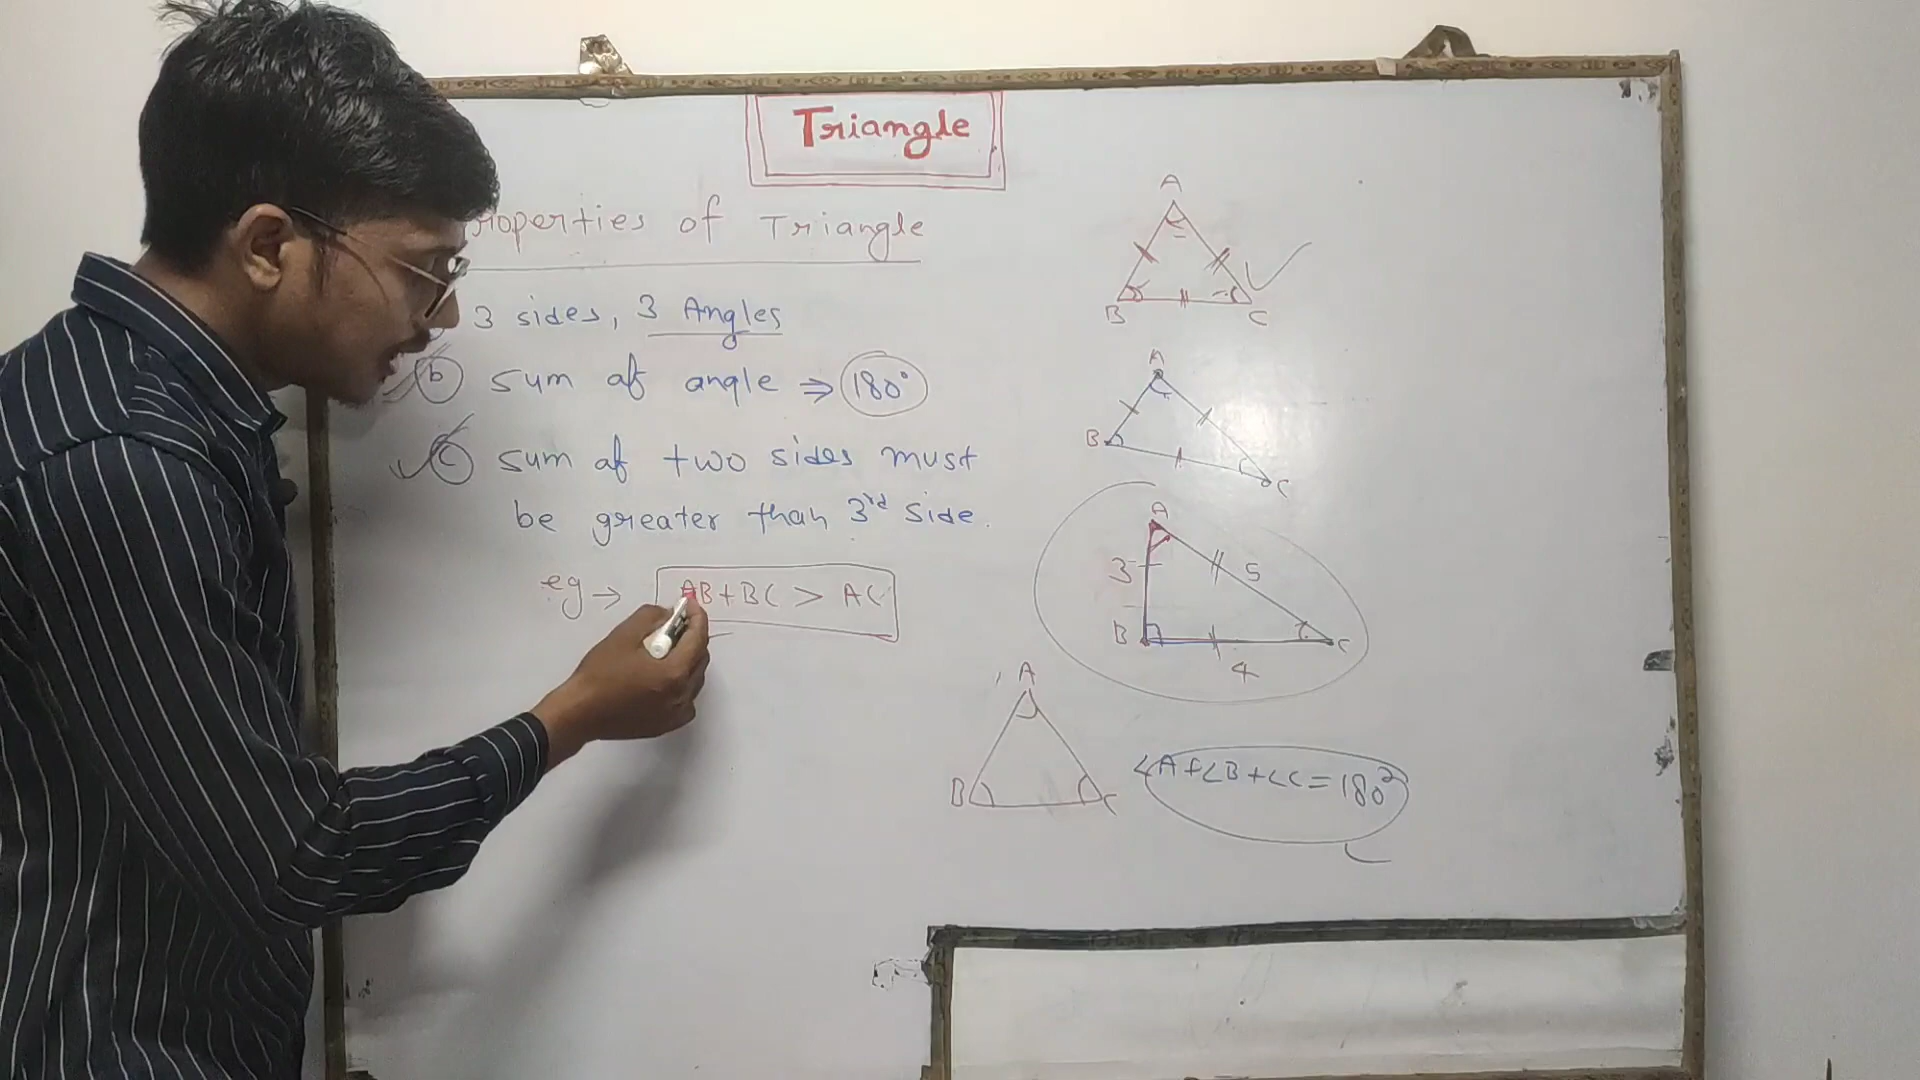 Triangle
roperties of Triangle
3 sides, 3 Angles
b sum of angle ⇒ 180°
c sum of two sides must
be greater than 3rd side.
eg → AB+BC > AC
A
B C
A
B
C
A
3 5
B C
4
A
B C
∠A+∠B+∠C=180°